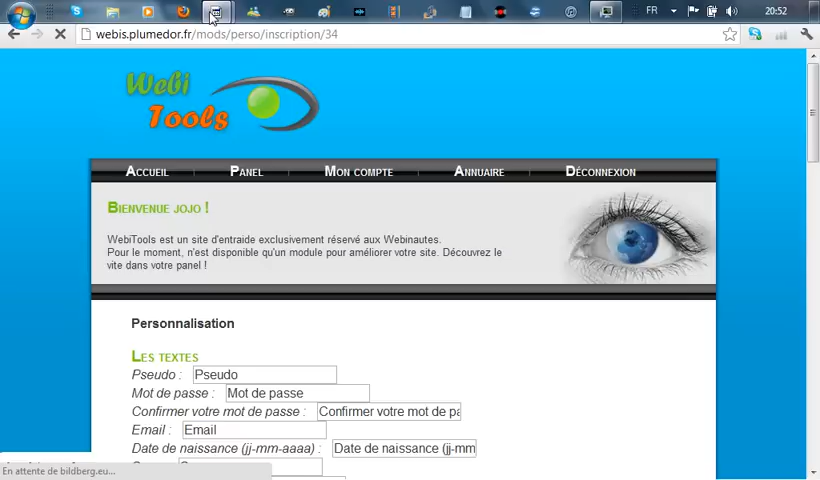 FR
20:52
webis.plumedor.fr/mods/perso/inscription/34
Webi
Tools
Accueil
Panel
Mon compte
Annuaire
Déconnexion
Bienvenue jojo !
WebiTools est un site d'entraide exclusivement réservé aux Webinautes.
Pour le moment, n'est disponible qu'un module pour améliorer votre site. Découvrez le
vite dans votre panel !
Personnalisation
Les textes
Pseudo : Pseudo
Mot de passe : Mot de passe
Confirmer votre mot de passe : Confirmer votre mot de pa
Email : Email
Date de naissance (jj-mm-aaaa) : Date de naissance (jj-mm
En attente de bildberg.eu...